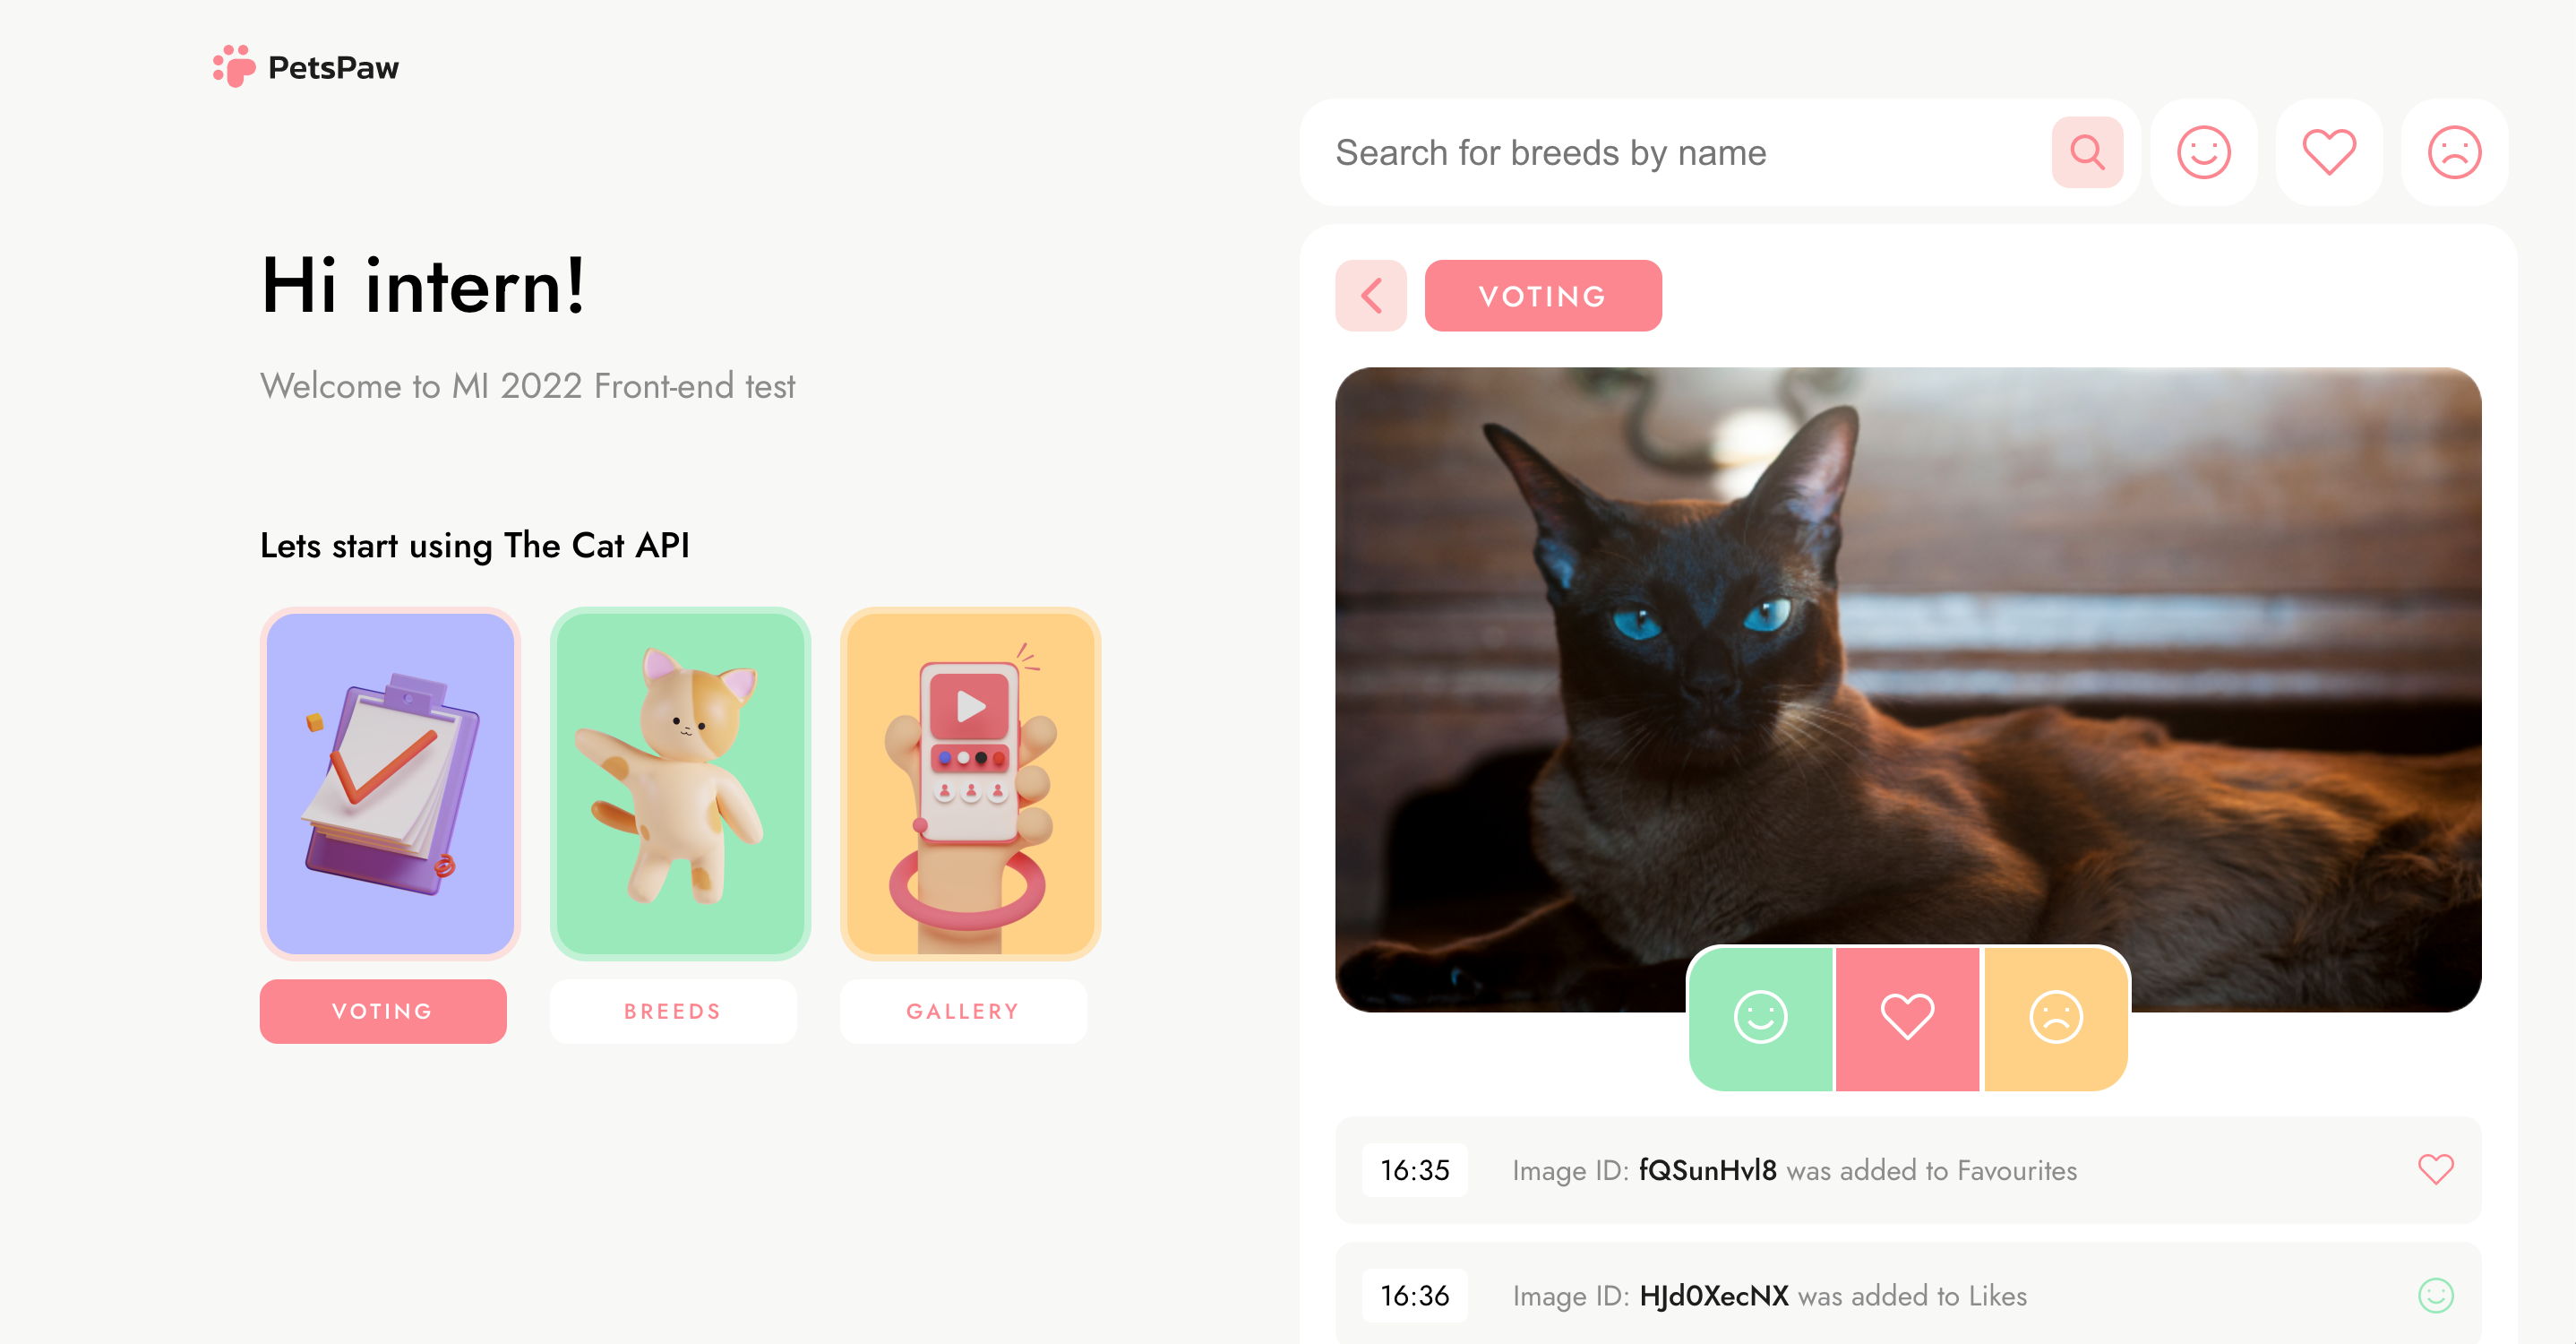 PetsPaw
Hi intern!
Welcome to MI 2022 Front-end test
Lets start using The Cat API
VOTING
BREEDS
GALLERY
Search for breeds by name
VOTING
16:35 Image ID: fQSunHvl8 was added to Favourites
16:36 Image ID: HJd0XecNX was added to Likes